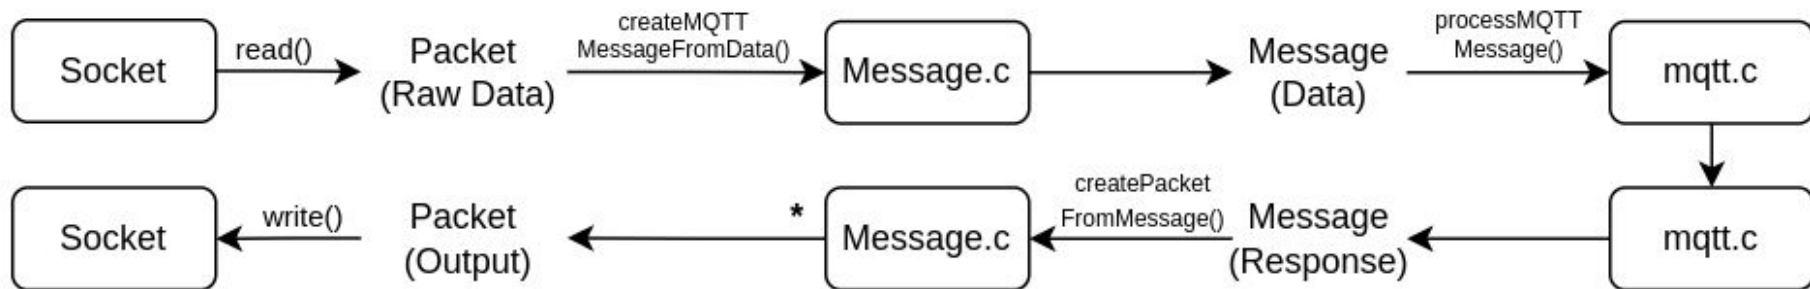 Socket
read()
Packet
(Raw Data)
createMQTT
MessageFromData()
Message.c
Message
(Data)
processMQTT
Message()
mqtt.c
Socket
write()
Packet
(Output)
*
Message.c
createPacket
FromMessage()
Message
(Response)
mqtt.c